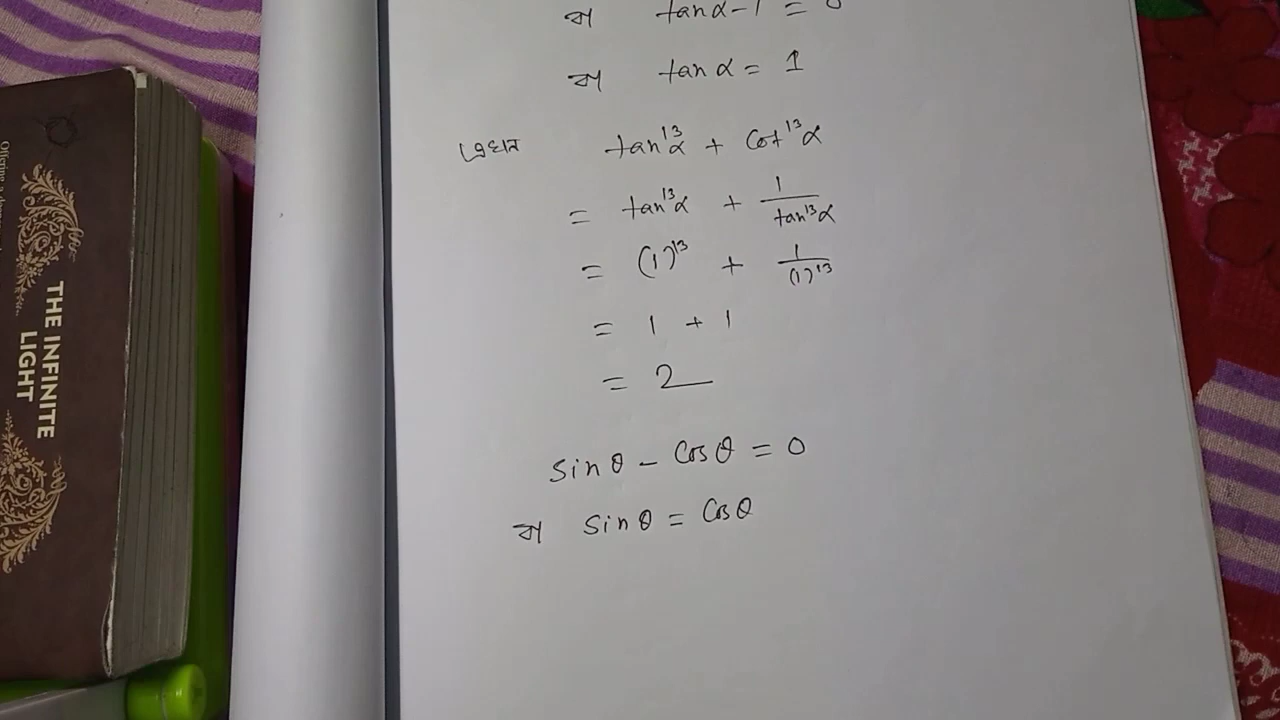 বা tanα - 1 = 0
বা tanα = 1
tan¹³α + cot¹³α
= tan¹³α + 1/tan¹³α
= (1)¹³ + 1/(1)¹³
= 1 + 1
= 2
sinθ - cosθ = 0
বা sinθ = cosθ
THE INFINITE
LIGHT